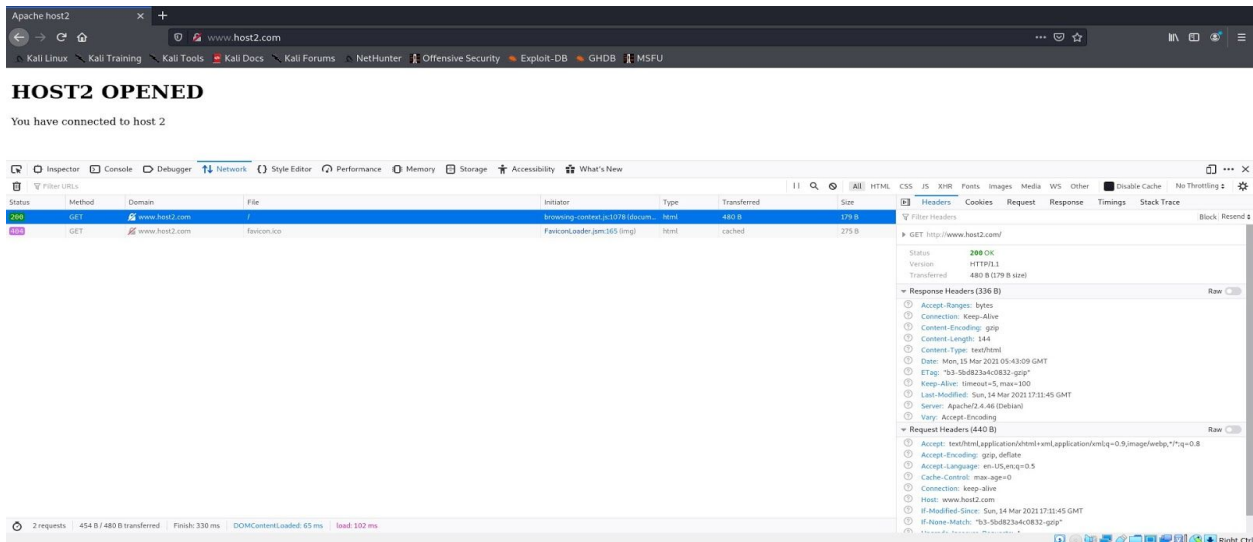 Apache host2
www.host2.com
Kali Linux Kali Training Kali Tools Kali Docs Kali Forums NetHunter Offensive Security Exploit-DB GHDB MSFU
HOST2 OPENED
You have connected to host 2
Inspector Console Debugger Network Style Editor Performance Memory Storage Accessibility What's New
Filter URLs
All HTML CSS JS XHR Fonts Images Media WS Other Disable Cache No Throttling
Status Method Domain File Initiator Type Transferred Size
200 GET www.host2.com / browsing-context.js:1078 (docum... html 480 B 179 B
404 GET www.host2.com favicon.ico FaviconLoader.jsm:165 (img) html cached 275 B
Headers Cookies Request Response Timings Stack Trace
Filter Headers Block Resend
GET http://www.host2.com/
Status 200 OK
Version HTTP/1.1
Transferred 480 B (179 B size)
Response Headers (336 B) Raw
Accept-Ranges: bytes
Connection: Keep-Alive
Content-Encoding: gzip
Content-Length: 144
Content-Type: text/html
Date: Mon, 15 Mar 2021 05:43:09 GMT
ETag: "b3-5bd823a4c0832-gzip"
Keep-Alive: timeout=5, max=100
Last-Modified: Sun, 14 Mar 2021 17:11:45 GMT
Server: Apache/2.4.46 (Debian)
Vary: Accept-Encoding
Request Headers (440 B) Raw
Accept: text/html,application/xhtml+xml,application/xml;q=0.9,image/webp,*/*;q=0.8
Accept-Encoding: gzip, deflate
Accept-Language: en-US,en;q=0.5
Cache-Control: max-age=0
Connection: keep-alive
Host: www.host2.com
If-Modified-Since: Sun, 14 Mar 2021 17:11:45 GMT
If-None-Match: "b3-5bd823a4c0832-gzip"
2 requests 454 B / 480 B transferred Finish: 330 ms DOMContentLoaded: 65 ms load: 102 ms
Right Ctrl